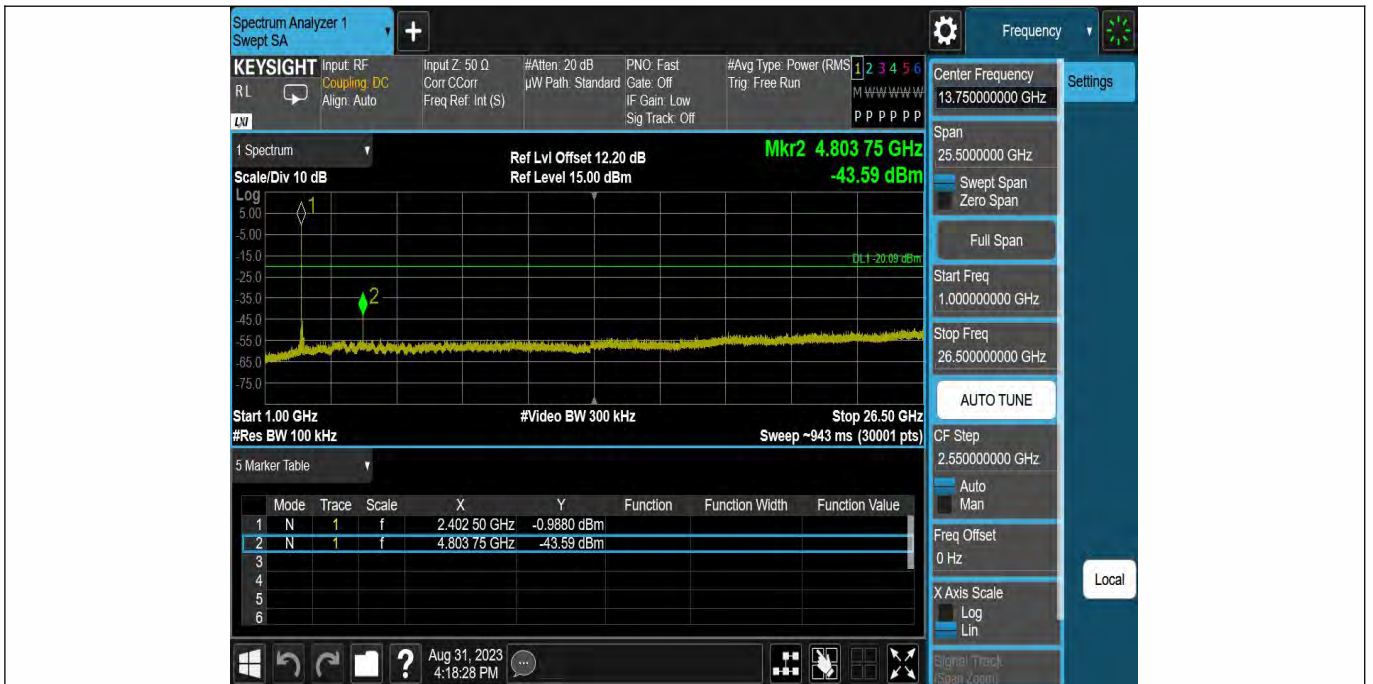 Spectrum Analyzer 1
Swept SA
+
Frequency
KEYSIGHT
RL
LXI
Input: RF
Coupling: DC
Align: Auto
Input Z: 50 Ω
Corr CCorr
Freq Ref: Int (S)
#Atten: 20 dB
µW Path: Standard
PNO: Fast
Gate: Off
IF Gain: Low
Sig Track: Off
#Avg Type: Power (RMS
Trig: Free Run
1 2 3 4 5 6
M W W W W W
P P P P P P
1 Spectrum
Scale/Div 10 dB
Ref Lvl Offset 12.20 dB
Ref Level 15.00 dBm
Mkr2 4.803 75 GHz
-43.59 dBm
Log
5.00
-5.00
-15.0
-25.0
-35.0
-45.0
-55.0
-65.0
-75.0
1
2
DL1 -20.09 dBm
Start 1.00 GHz
#Res BW 100 kHz
#Video BW 300 kHz
Stop 26.50 GHz
Sweep ~943 ms (30001 pts)
5 Marker Table
Mode Trace Scale X Y Function Function Width Function Value
1 N 1 f 2.402 50 GHz -0.9880 dBm
2 N 1 f 4.803 75 GHz -43.59 dBm
3
4
5
6
Aug 31, 2023
4:18:28 PM
Center Frequency
13.750000000 GHz
Span
25.5000000 GHz
Swept Span
Zero Span
Full Span
Start Freq
1.000000000 GHz
Stop Freq
26.500000000 GHz
AUTO TUNE
CF Step
2.550000000 GHz
Auto
Man
Freq Offset
0 Hz
X Axis Scale
Log
Lin
Signal Track
(Span Zoom)
Settings
Local